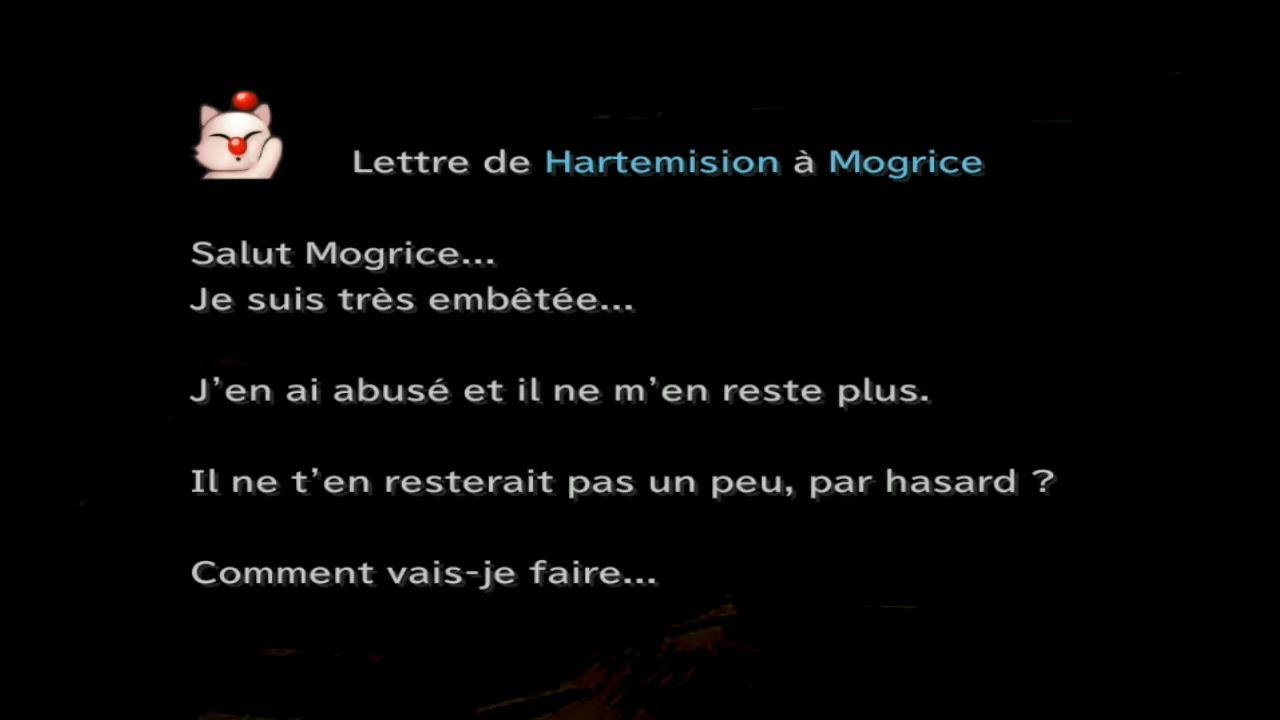 Lettre de Hartemision à Mogrice
Salut Mogrice...
Je suis très embêtée...
J'en ai abusé et il ne m'en reste plus.
Il ne t'en resterait pas un peu, par hasard ?
Comment vais-je faire...